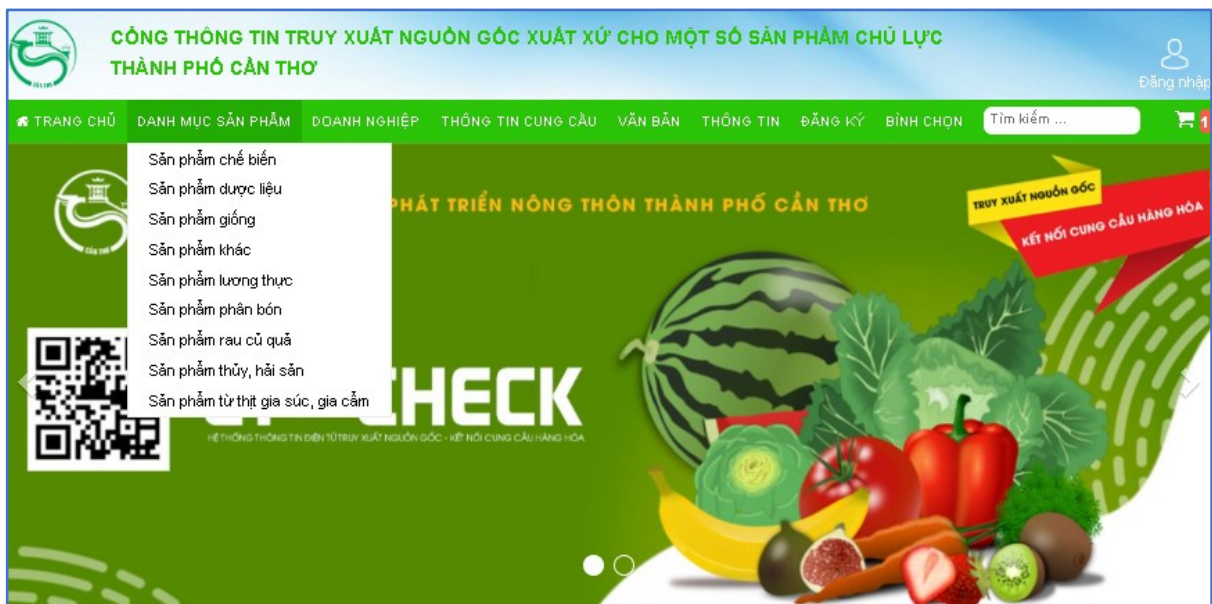 CỔNG THÔNG TIN TRUY XUẤT NGUỒN GỐC XUẤT XỨ CHO MỘT SỐ SẢN PHẨM CHỦ LỰC
THÀNH PHỐ CẦN THƠ
Đăng nhập
TRANG CHỦ DANH MỤC SẢN PHẨM DOANH NGHIỆP THÔNG TIN CUNG CẦU VĂN BẢN THÔNG TIN ĐĂNG KÝ BÌNH CHỌN Tìm kiếm ... 1
Sản phẩm chế biến
Sản phẩm dược liệu
Sản phẩm giống
Sản phẩm khác
Sản phẩm lương thực
Sản phẩm phân bón
Sản phẩm rau củ quả
Sản phẩm thủy, hải sản
Sản phẩm từ thịt gia súc, gia cầm
PHÁT TRIỂN NÔNG THÔN THÀNH PHỐ CẦN THƠ
TRUY XUẤT NGUỒN GỐC
KẾT NỐI CUNG CẦU HÀNG HÓA
CẦN THƠ
CHECK
HỆ THỐNG THÔNG TIN ĐIỆN TỬ TRUY XUẤT NGUỒN GỐC - KẾT NỐI CUNG CẦU HÀNG HÓA